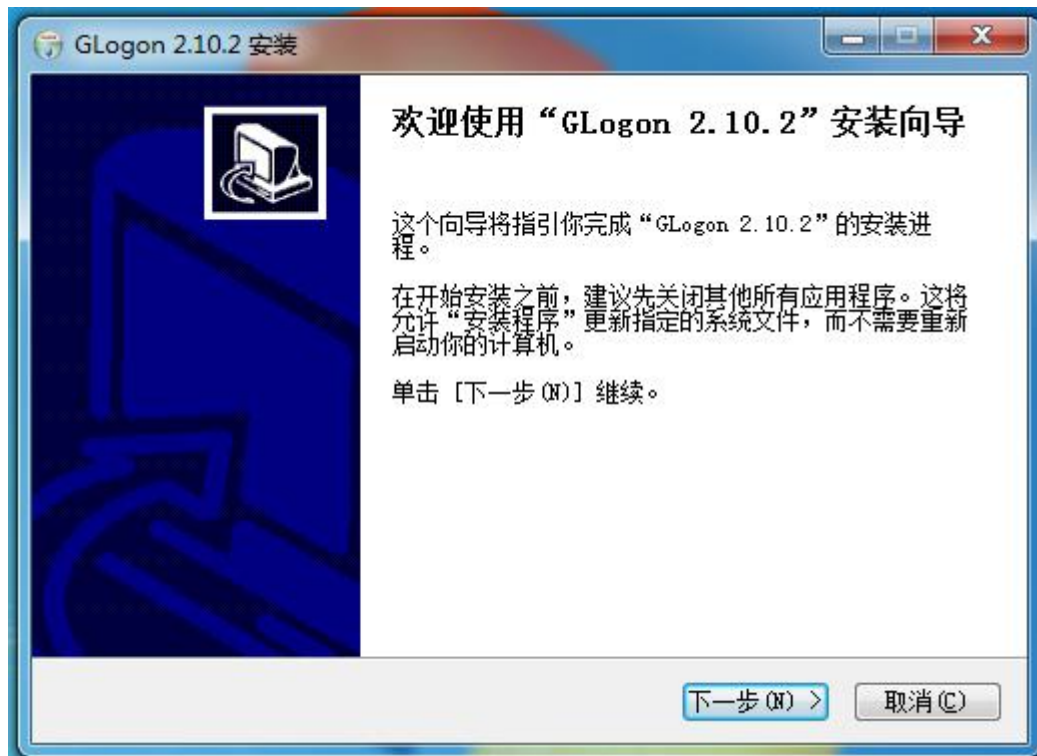 GLogon 2.10.2 安装
欢迎使用“GLogon 2.10.2”安装向导
这个向导将指引你完成“GLogon 2.10.2”的安装进
程。
在开始安装之前，建议先关闭其他所有应用程序。这将
允许“安装程序”更新指定的系统文件，而不需要重新
启动你的计算机。
单击 [下一步(N)] 继续。
下一步(N) >
取消(C)